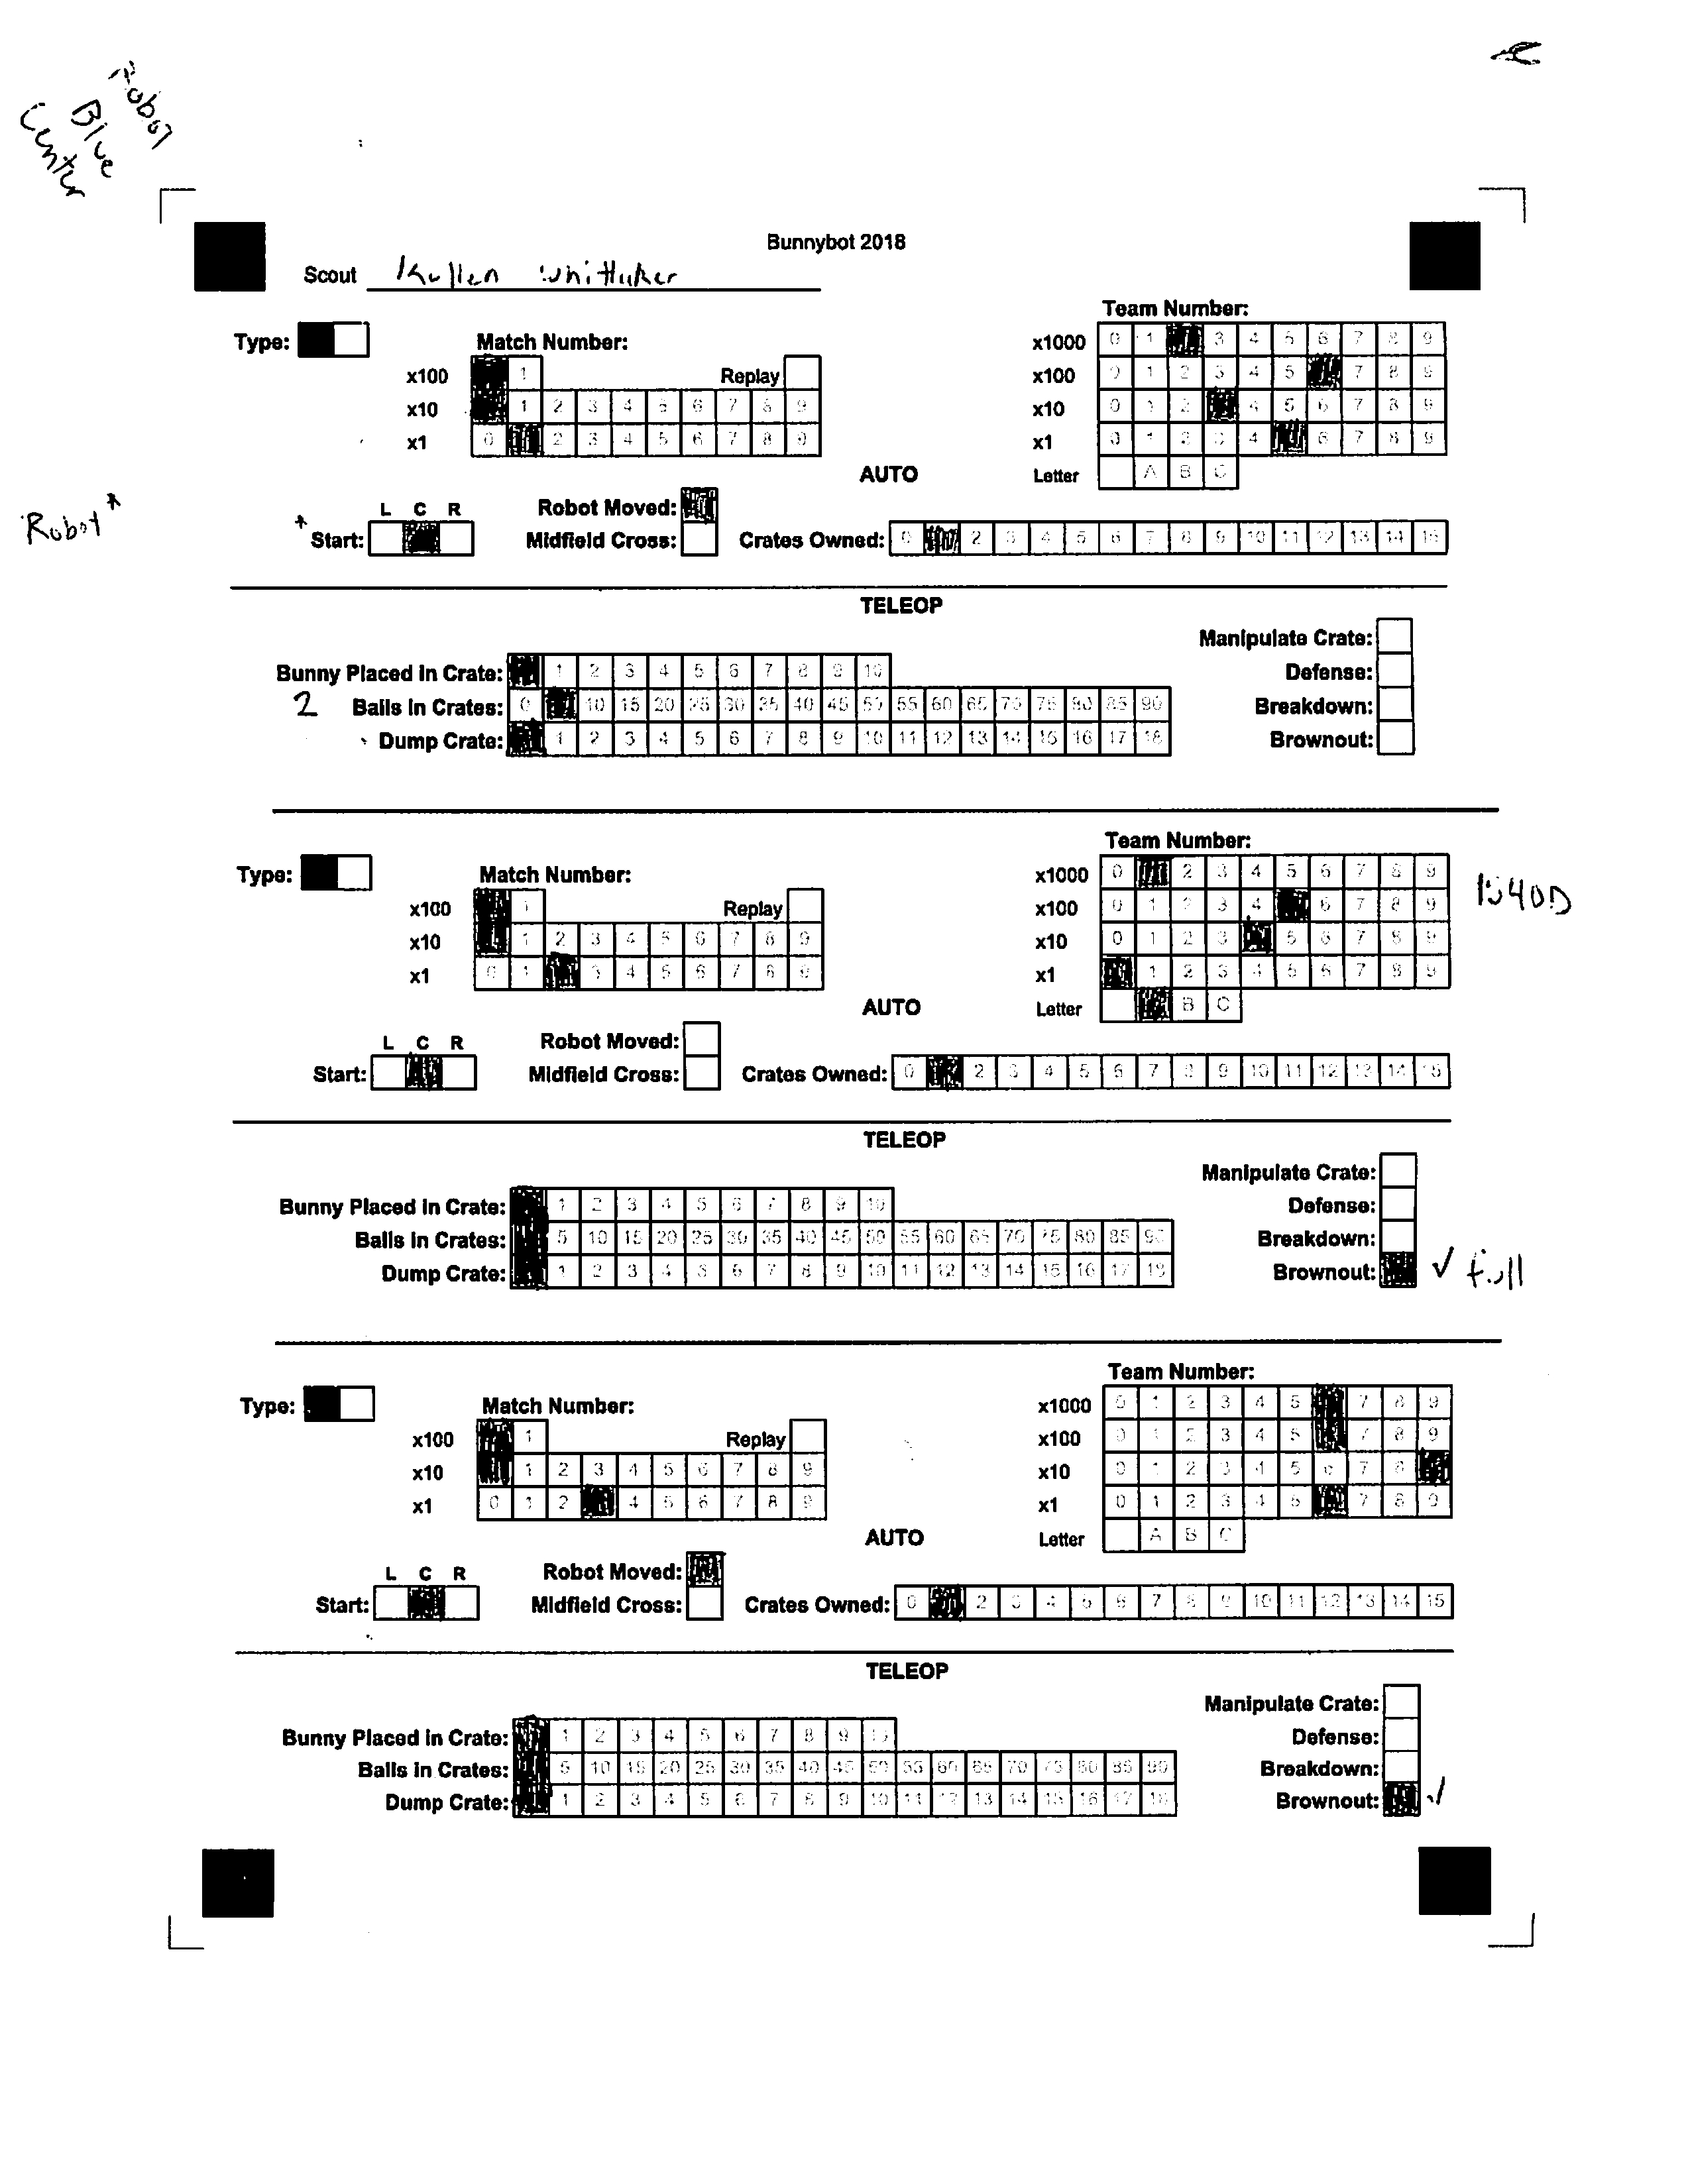 Robot
Blue
Center
Bunnybot 2018
Scout Kellen Whittaker
Team Number:
Type: Match Number: x1000 0 1 3 4 5 6 7 8 9
x100 1 Replay x100 0 1 2 3 4 5 7 8 9
x10 1 2 3 4 5 6 7 8 9 x10 0 1 2 4 5 6 7 8 9
x1 0 2 3 4 5 6 7 8 9 x1 0 1 2 3 4 6 7 8 9
AUTO Letter A B C
Robot * L C R Robot Moved:
* Start: Midfield Cross: Crates Owned: 0 2 3 4 5 6 7 8 9 10 11 12 13 14 15
TELEOP
Manipulate Crate:
Bunny Placed in Crate: 1 2 3 4 5 6 7 8 9 10 Defense:
2 Balls in Crates: 0 10 15 20 25 30 35 40 45 50 55 60 65 70 75 80 85 90 Breakdown:
Dump Crate: 1 2 3 4 5 6 7 8 9 10 11 12 13 14 15 16 17 18 Brownout:
Team Number:
Type: Match Number: x1000 0 2 3 4 5 6 7 8 9 1540D
x100 1 Replay x100 0 1 2 3 4 6 7 8 9
x10 1 2 3 4 5 6 7 8 9 x10 0 1 2 3 5 6 7 8 9
x1 0 1 3 4 5 6 7 8 9 x1 1 2 3 4 5 6 7 8 9
AUTO Letter B C
L C R Robot Moved:
Start: Midfield Cross: Crates Owned: 0 2 3 4 5 6 7 8 9 10 11 12 13 14 15
TELEOP
Manipulate Crate:
Bunny Placed in Crate: 1 2 3 4 5 6 7 8 9 10 Defense:
Balls in Crates: 5 10 15 20 25 30 35 40 45 50 55 60 65 70 75 80 85 90 Breakdown:
Dump Crate: 1 2 3 4 5 6 7 8 9 10 11 12 13 14 15 16 17 18 Brownout: ✓ full
Team Number:
Type: Match Number: x1000 0 1 2 3 4 5 7 8 9
x100 1 Replay x100 0 1 2 3 4 5 7 8 9
x10 1 2 3 4 5 6 7 8 9 x10 0 1 2 3 4 5 6 7 8
x1 0 1 2 4 5 6 7 8 9 x1 0 1 2 3 4 5 7 8 9
AUTO Letter A B C
L C R Robot Moved:
Start: Midfield Cross: Crates Owned: 0 2 3 4 5 6 7 8 9 10 11 12 13 14 15
TELEOP
Manipulate Crate:
Bunny Placed in Crate: 1 2 3 4 5 6 7 8 9 10 Defense:
Balls in Crates: 5 10 15 20 25 30 35 40 45 50 55 60 65 70 75 80 85 90 Breakdown:
Dump Crate: 1 2 3 4 5 6 7 8 9 10 11 12 13 14 15 16 17 18 Brownout: ✓